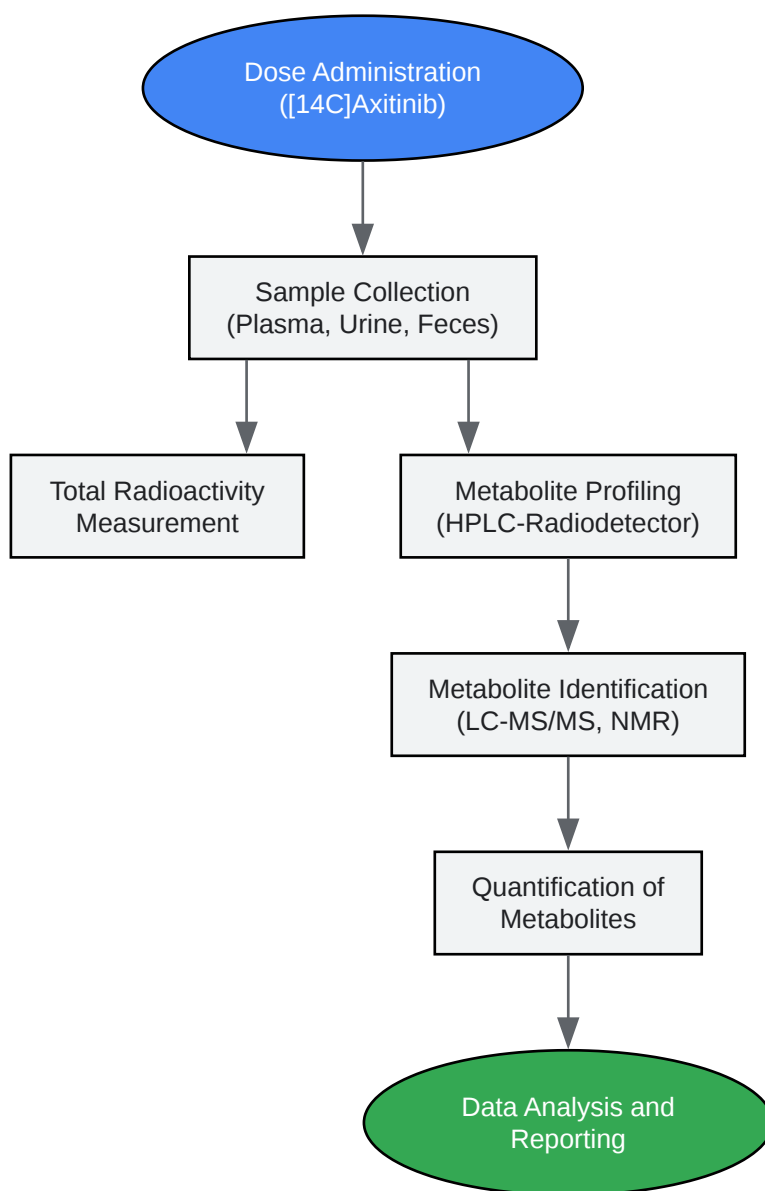 Dose Administration
([14C]Axitinib)
Sample Collection
(Plasma, Urine, Feces)
Total Radioactivity
Measurement
Metabolite Profiling
(HPLC-Radiodetector)
Metabolite Identification
(LC-MS/MS, NMR)
Quantification of
Metabolites
Data Analysis and
Reporting